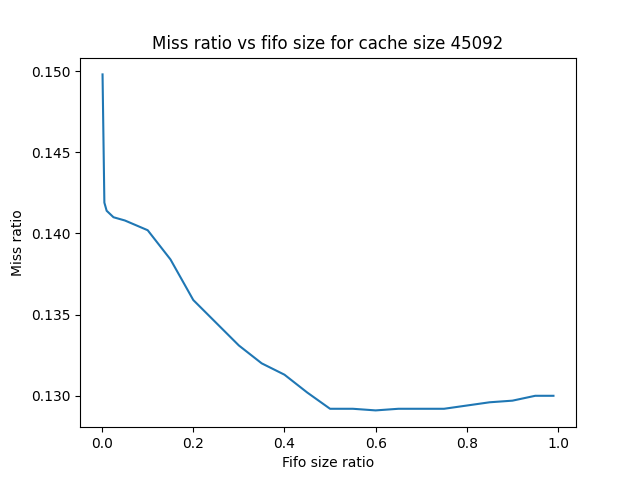 Miss ratio vs fifo size for cache size 45092
0.150
0.145
0.140
0.135
0.130
Miss ratio
0.0 0.2 0.4 0.6 0.8 1.0
Fifo size ratio